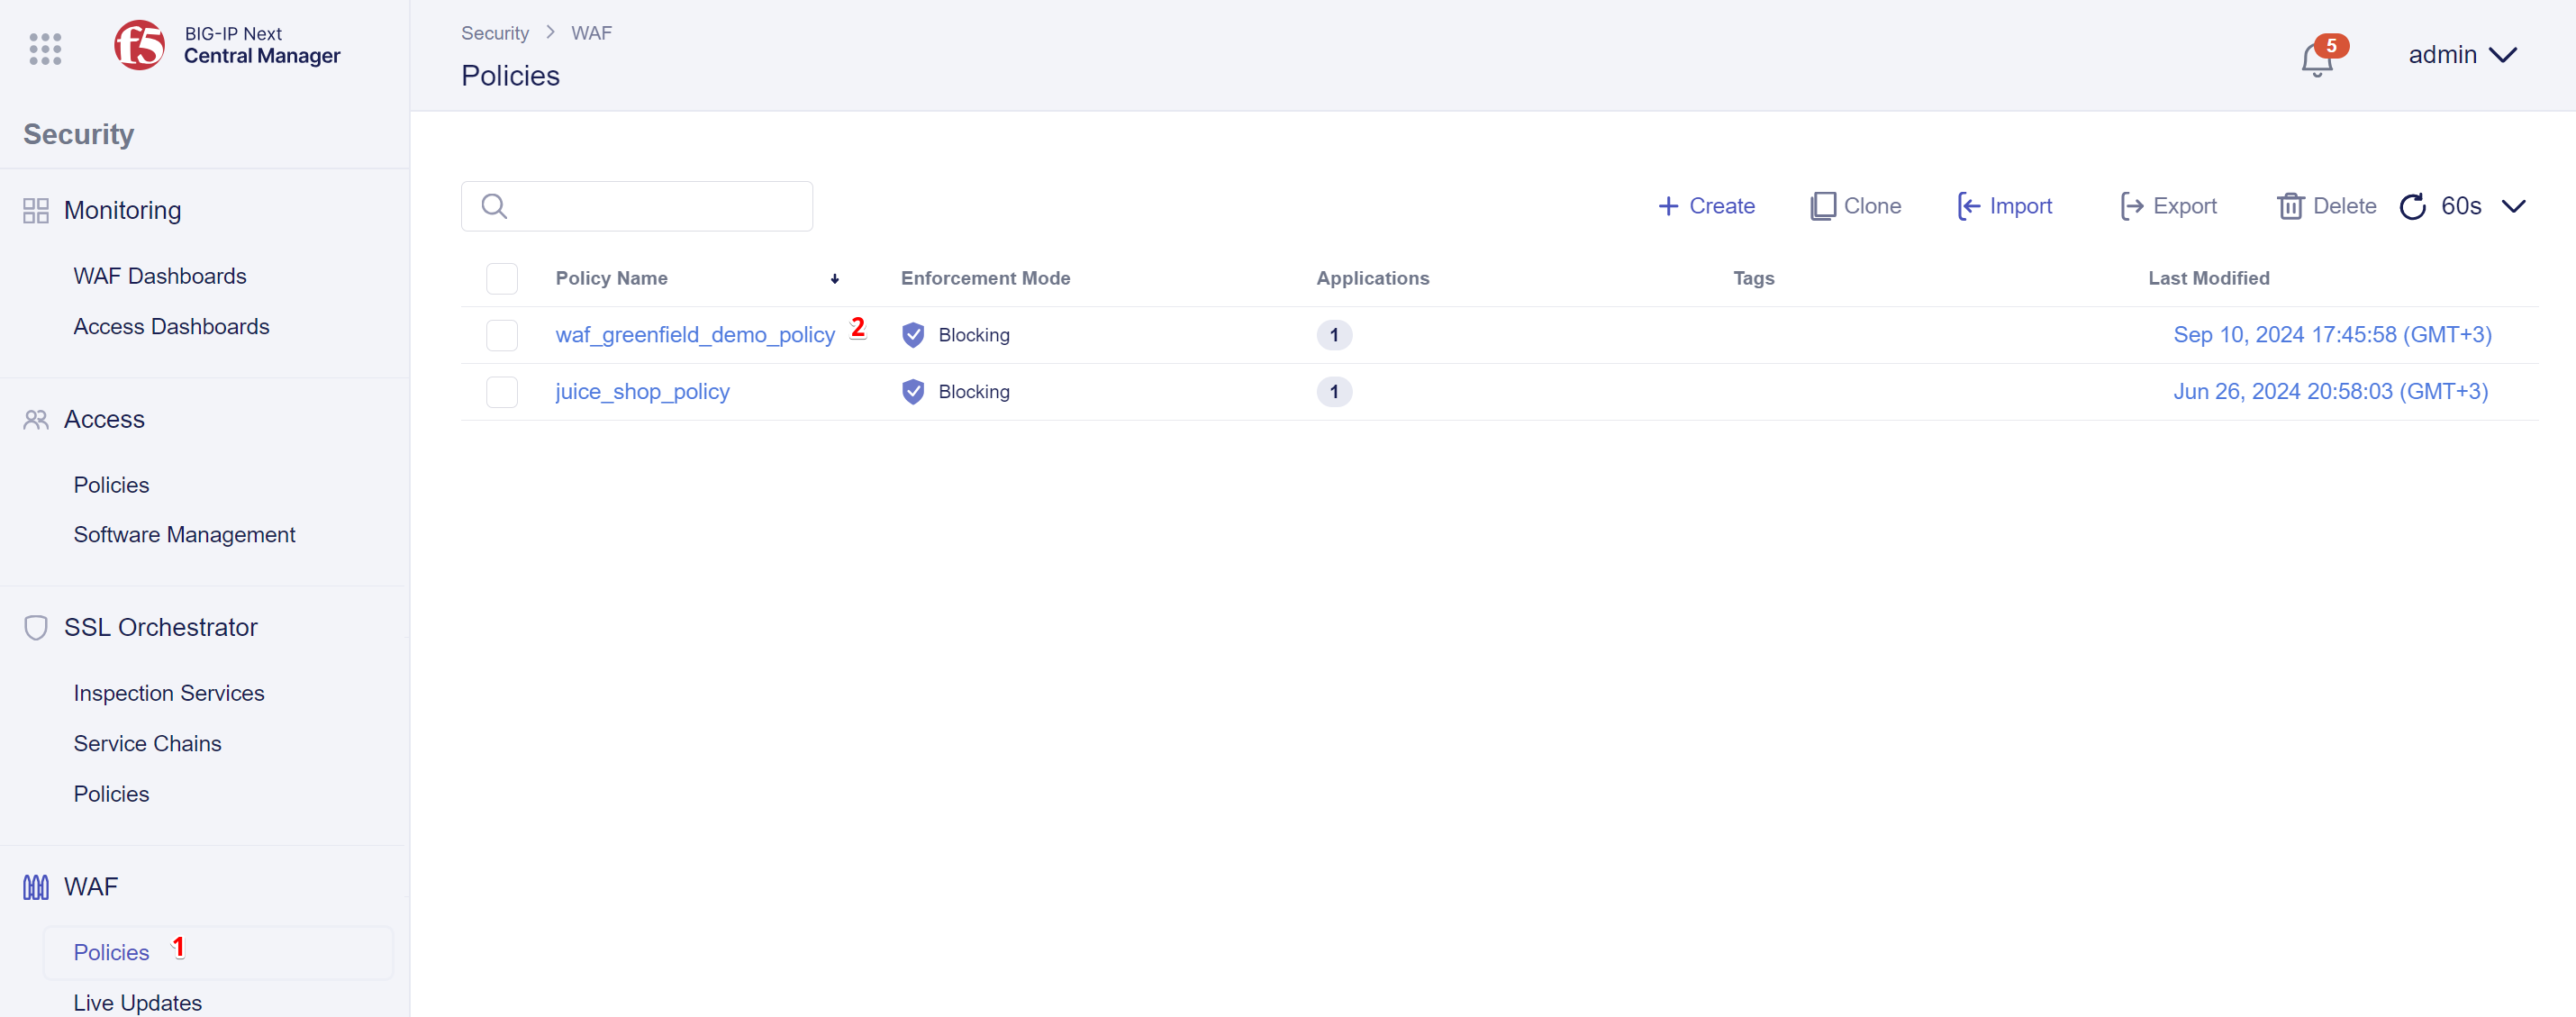 f5
BIG-IP Next
Central Manager
Security
Monitoring
WAF Dashboards
Access Dashboards
Access
Policies
Software Management
SSL Orchestrator
Inspection Services
Service Chains
Policies
WAF
Policies 1
Live Updates
Security > WAF
Policies
5
admin
Create Clone Import Export Delete 60s
Policy Name Enforcement Mode Applications Tags Last Modified
waf_greenfield_demo_policy 2 Blocking 1 Sep 10, 2024 17:45:58 (GMT+3)
juice_shop_policy Blocking 1 Jun 26, 2024 20:58:03 (GMT+3)